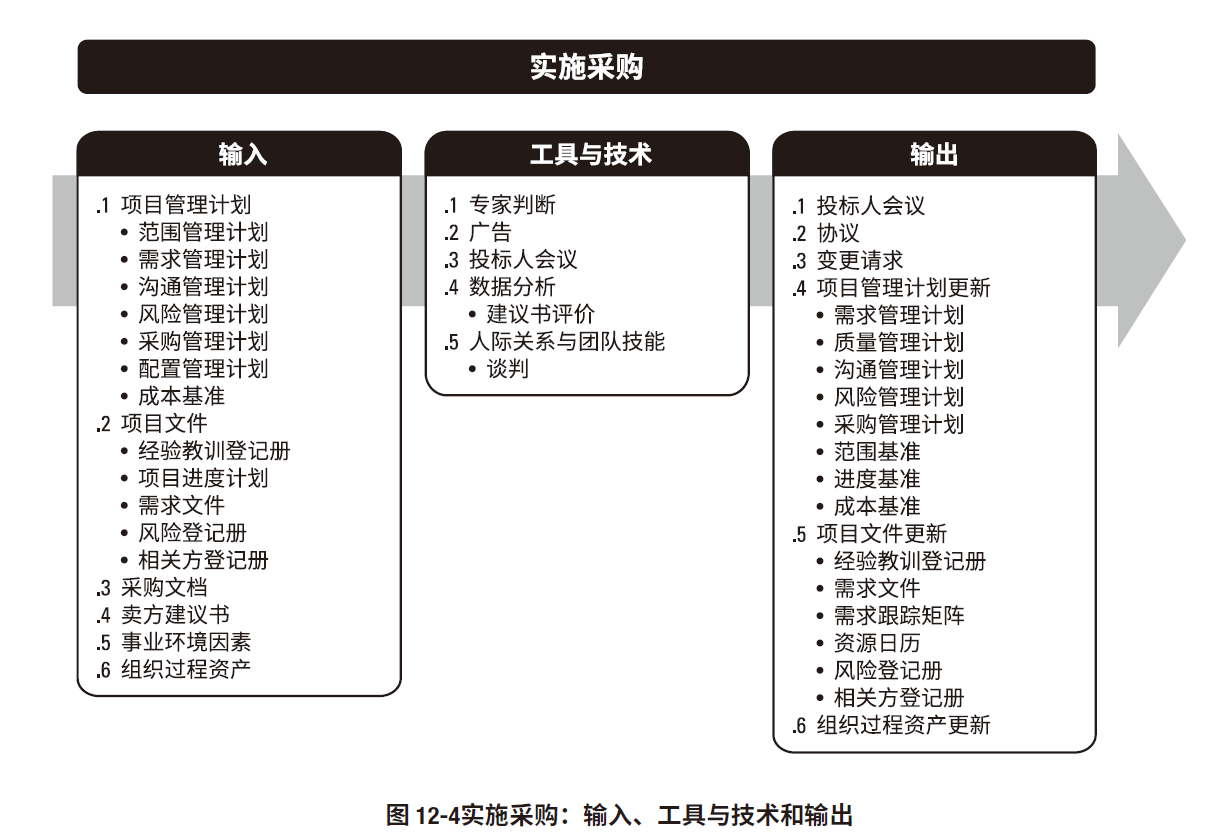 实施采购
输入
.1 项目管理计划
• 范围管理计划
• 需求管理计划
• 沟通管理计划
• 风险管理计划
• 采购管理计划
• 配置管理计划
• 成本基准
.2 项目文件
• 经验教训登记册
• 项目进度计划
• 需求文件
• 风险登记册
• 相关方登记册
.3 采购文档
.4 卖方建议书
.5 事业环境因素
.6 组织过程资产
工具与技术
.1 专家判断
.2 广告
.3 投标人会议
.4 数据分析
• 建议书评价
.5 人际关系与团队技能
• 谈判
输出
.1 投标人会议
.2 协议
.3 变更请求
.4 项目管理计划更新
• 需求管理计划
• 质量管理计划
• 沟通管理计划
• 风险管理计划
• 采购管理计划
• 范围基准
• 进度基准
• 成本基准
.5 项目文件更新
• 经验教训登记册
• 需求文件
• 需求跟踪矩阵
• 资源日历
• 风险登记册
• 相关方登记册
.6 组织过程资产更新
图 12-4实施采购：输入、工具与技术和输出